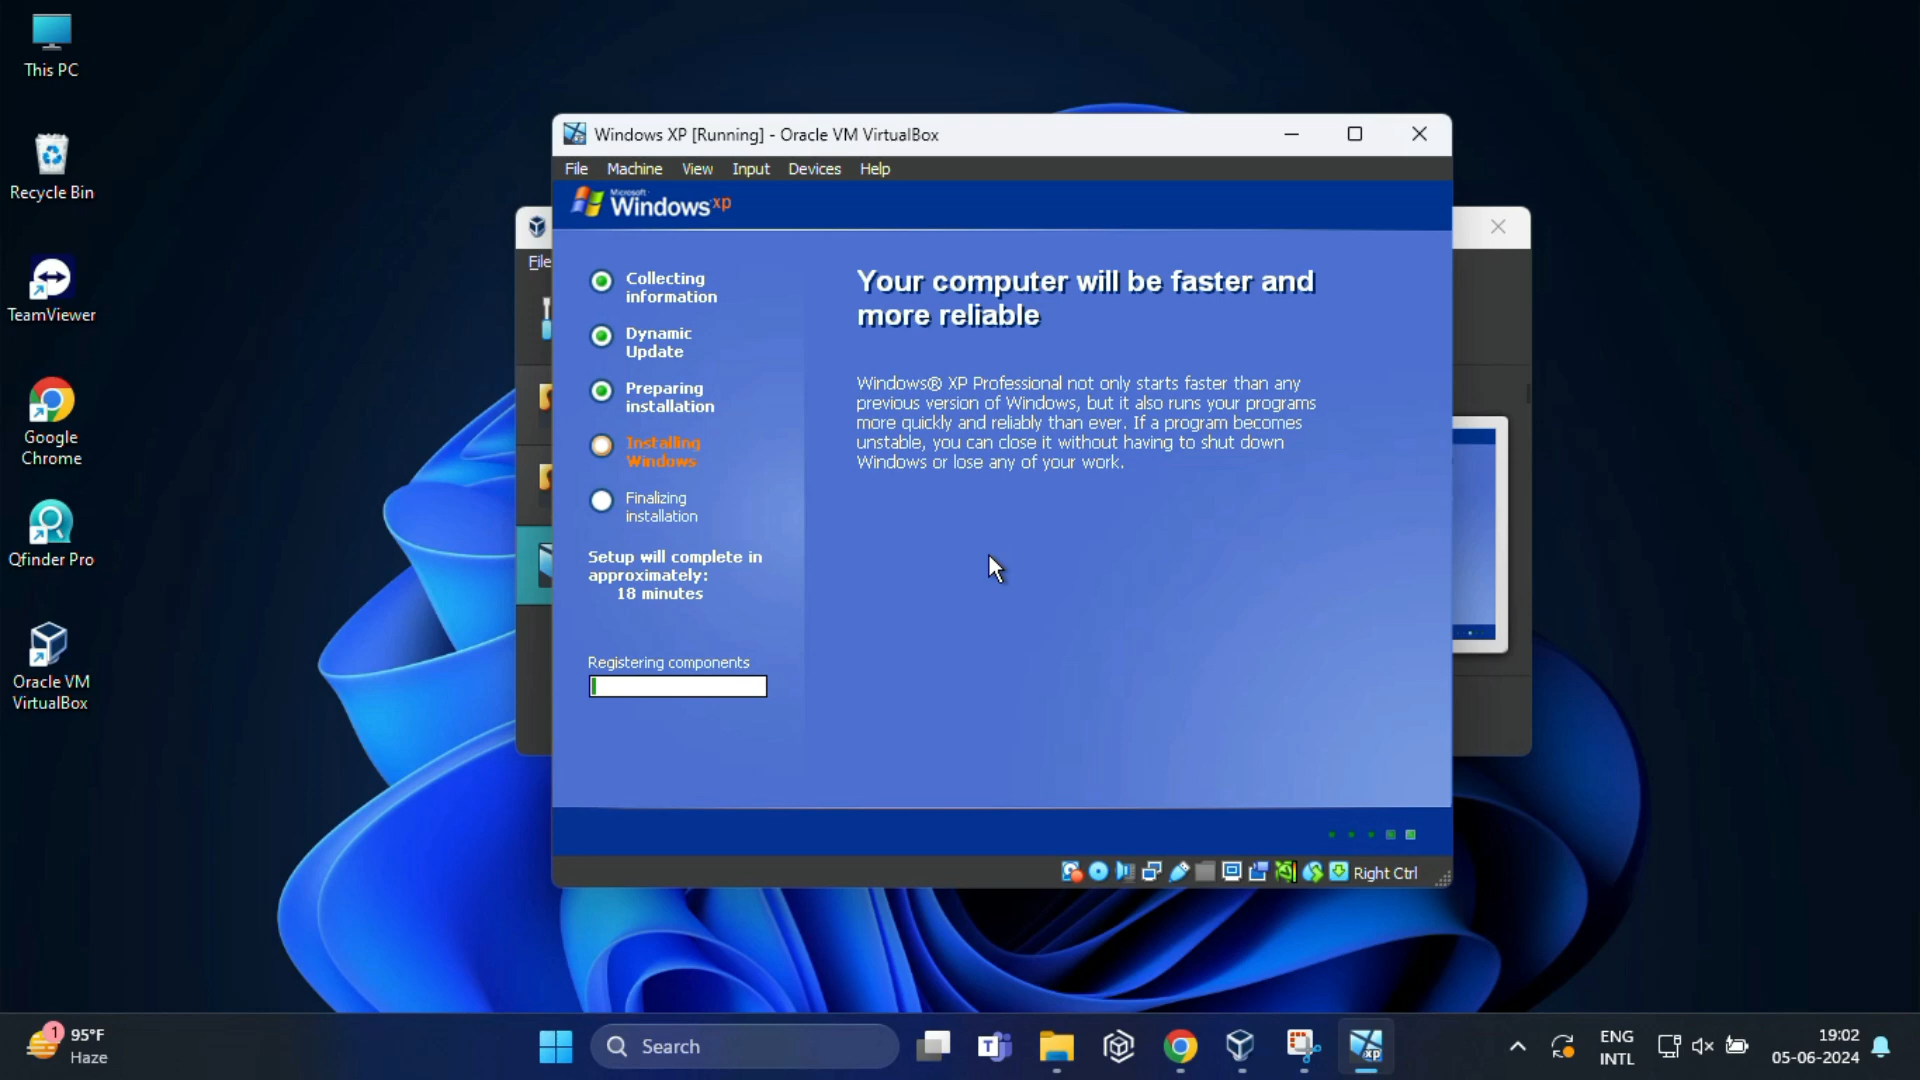 This PC
Recycle Bin
TeamViewer
Google
Chrome
Qfinder Pro
Oracle VM
VirtualBox
File
Windows XP [Running] - Oracle VM VirtualBox
File Machine View Input Devices Help
Microsoft
Windows xp
Collecting
information
Dynamic
Update
Preparing
installation
Installing
Windows
Finalizing
installation
Setup will complete in
approximately:
18 minutes
Registering components
Your computer will be faster and
more reliable
Windows® XP Professional not only starts faster than any
previous version of Windows, but it also runs your programs
more quickly and reliably than ever. If a program becomes
unstable, you can close it without having to shut down
Windows or lose any of your work.
Right Ctrl
1
95°F
Haze
Search
T
xp
ENG
INTL
19:02
05-06-2024